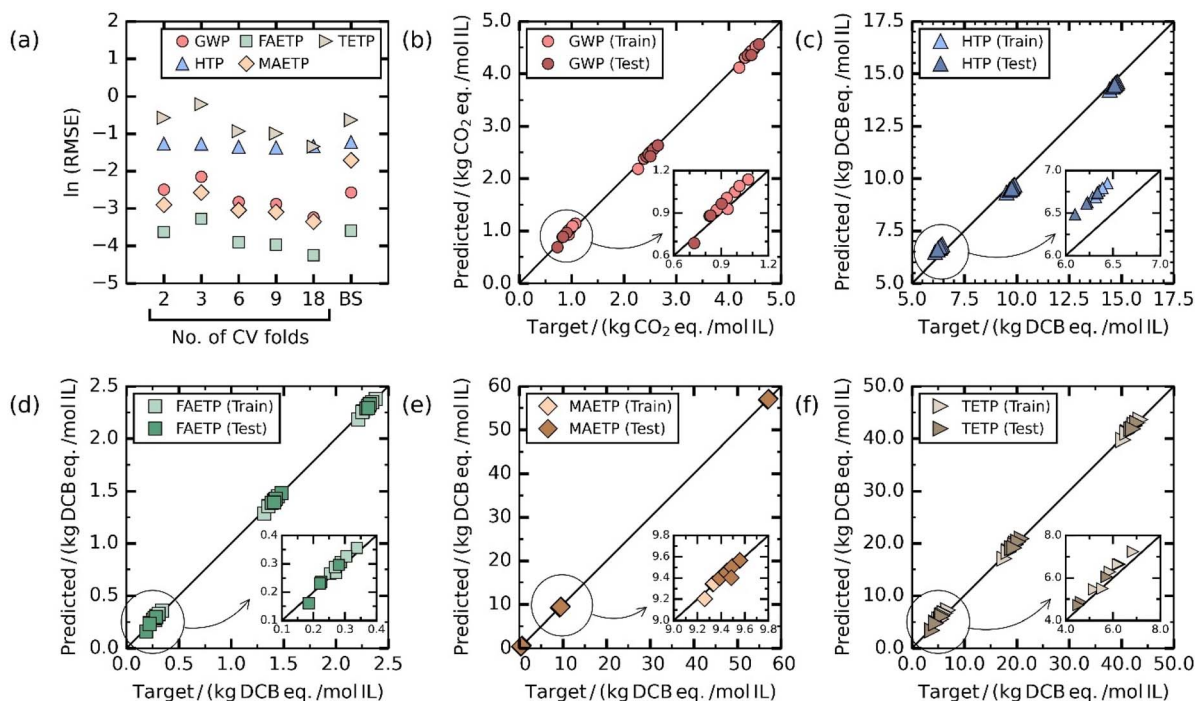 (a)
ln (RMSE)
2
1
0
−1
−2
−3
−4
−5
GWP FAETP TETP
HTP MAETP
2 3 6 9 18 BS
No. of CV folds
(b)
Predicted / (kg CO2 eq. /mol IL)
5.0
4.0
3.0
2.0
1.0
0.0
GWP (Train)
GWP (Test)
1.2
0.9
0.6
0.6 0.9 1.2
0.0 1.0 2.0 3.0 4.0 5.0
Target / (kg CO2 eq. /mol IL)
(c)
Predicted / (kg DCB eq. /mol IL)
17.5
15.0
12.5
10.0
7.5
5.0
HTP (Train)
HTP (Test)
7.0
6.5
6.0
6.0 6.5 7.0
5.0 7.5 10.0 12.5 15.0 17.5
Target / (kg DCB eq. /mol IL)
(d)
Predicted / (kg DCB eq. /mol IL)
2.5
2.0
1.5
1.0
0.5
0.0
FAETP (Train)
FAETP (Test)
0.4
0.3
0.2
0.1
0.1 0.2 0.3 0.4
0.0 0.5 1.0 1.5 2.0 2.5
Target / (kg DCB eq. /mol IL)
(e)
Predicted / (kg DCB eq. /mol IL)
60
50
40
30
20
10
0
MAETP (Train)
MAETP (Test)
9.8
9.6
9.4
9.2
9.0
9.0 9.2 9.4 9.6 9.8
0 10 20 30 40 50 60
Target / (kg DCB eq. /mol IL)
(f)
Predicted / (kg DCB eq. /mol IL)
50.0
40.0
30.0
20.0
10.0
0.0
TETP (Train)
TETP (Test)
8.0
6.0
4.0
4.0 6.0 8.0
0.0 10.0 20.0 30.0 40.0 50.0
Target / (kg DCB eq. /mol IL)